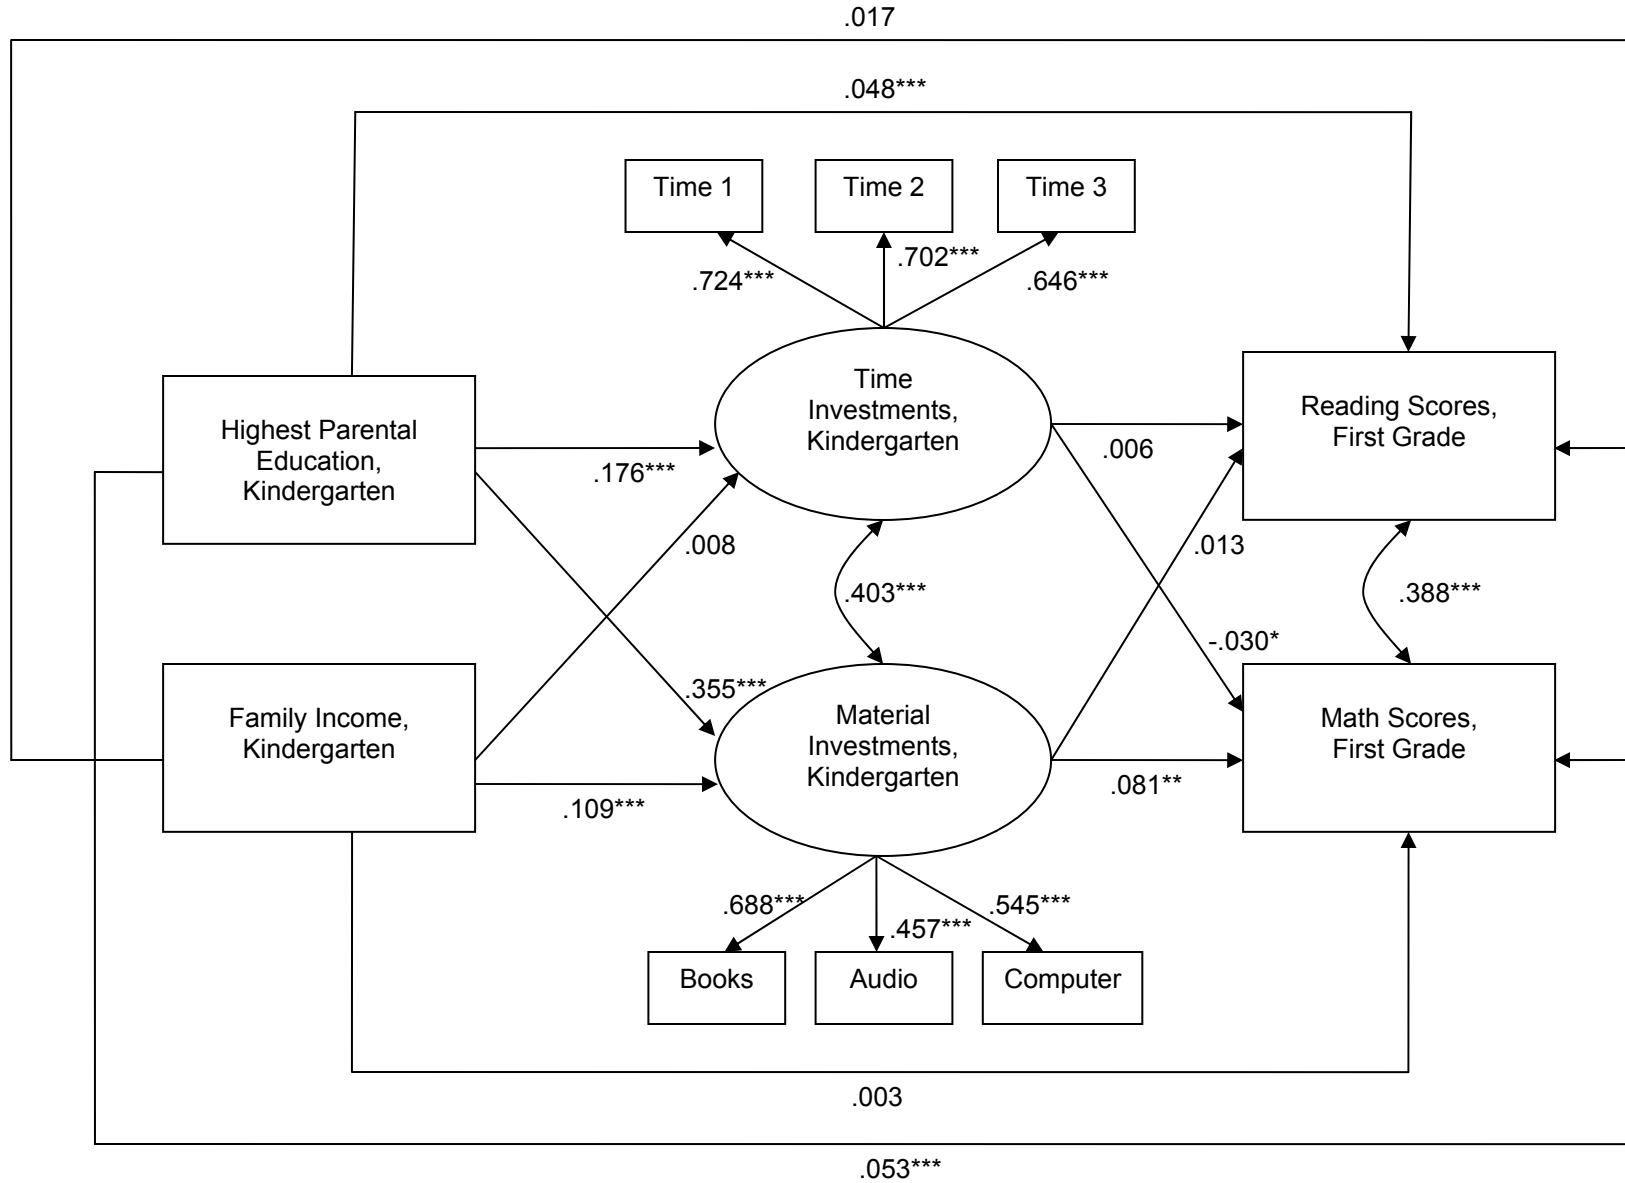 .017
.048***
Time 1
Time 2
Time 3
.724***
.702***
.646***
Highest Parental
Education,
Kindergarten
Time
Investments,
Kindergarten
Reading Scores,
First Grade
.176***
.006
.008
.013
.403***
.388***
-.030*
.355***
Family Income,
Kindergarten
Material
Investments,
Kindergarten
Math Scores,
First Grade
.109***
.081**
.688***
.457***
.545***
Books
Audio
Computer
.003
.053***